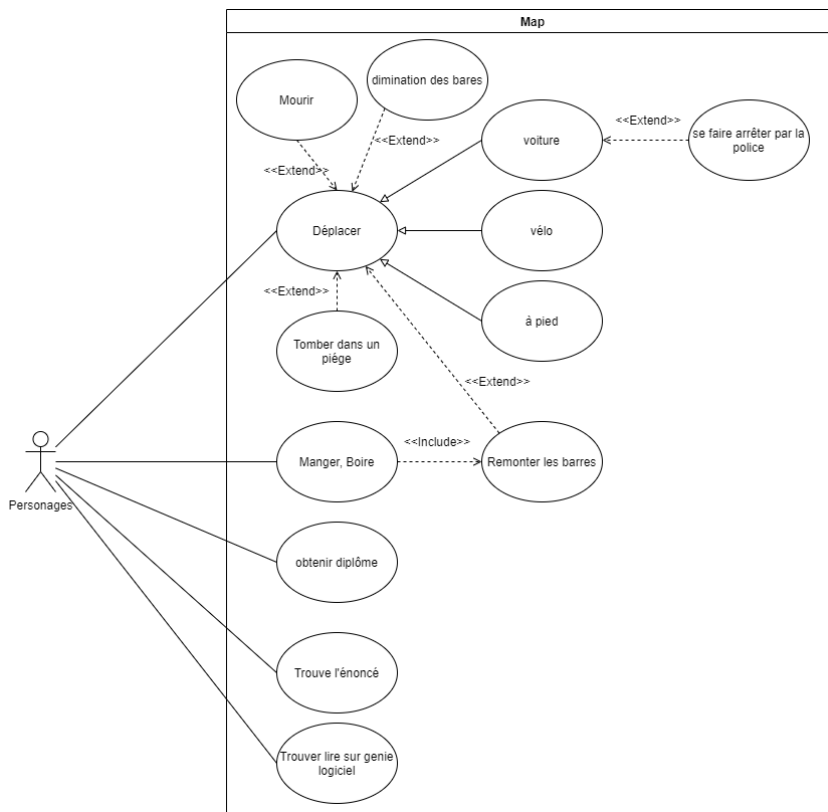 Map
Mourir
dimination des bares
<<Extend>>
<<Extend>>
voiture
<<Extend>>
se faire arrêter par la
police
Déplacer
vélo
<<Extend>>
à pied
Tomber dans un
piége
<<Extend>>
Manger, Boire
<<Include>>
Remonter les barres
Personages
obtenir diplôme
Trouve l'énoncé
Trouver lire sur genie
logiciel